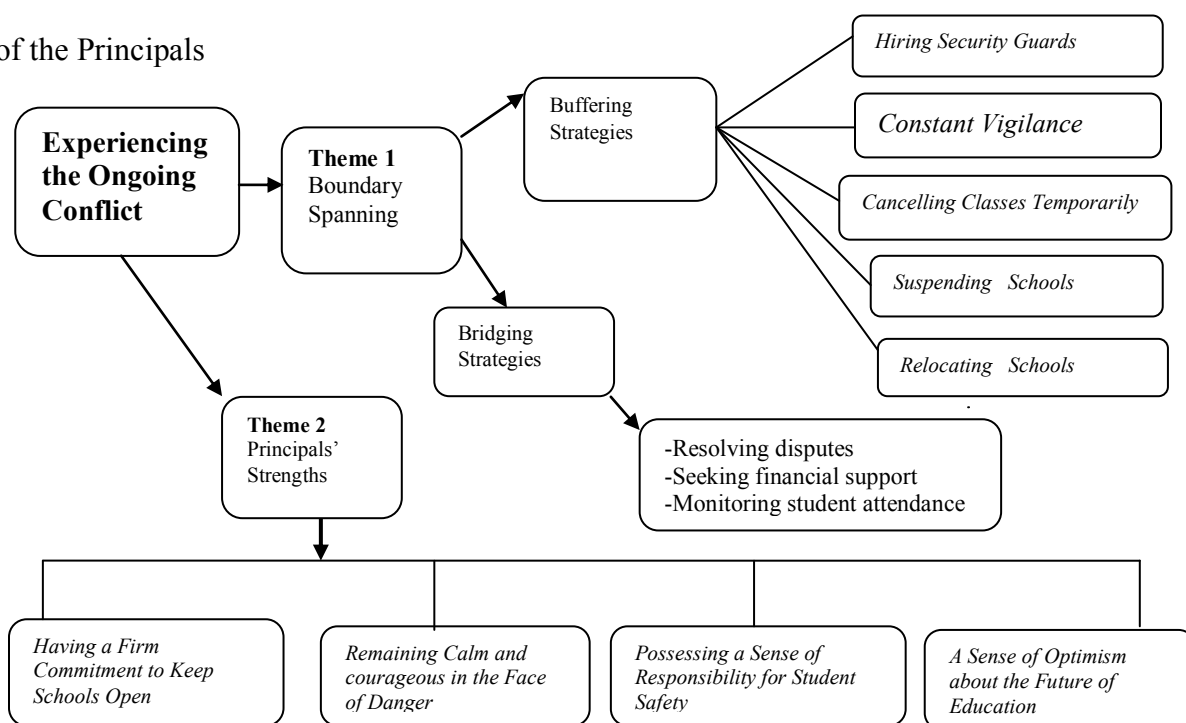 of the Principals
Experiencing
the Ongoing
Conflict
Theme 1
Boundary
Spanning
Buffering
Strategies
Hiring Security Guards
Constant Vigilance
Cancelling Classes Temporarily
Suspending Schools
Relocating Schools
Bridging
Strategies
-Resolving disputes
-Seeking financial support
-Monitoring student attendance
Theme 2
Principals’
Strengths
Having a Firm
Commitment to Keep
Schools Open
Remaining Calm and
courageous in the Face
of Danger
Possessing a Sense of
Responsibility for Student
Safety
A Sense of Optimism
about the Future of
Education